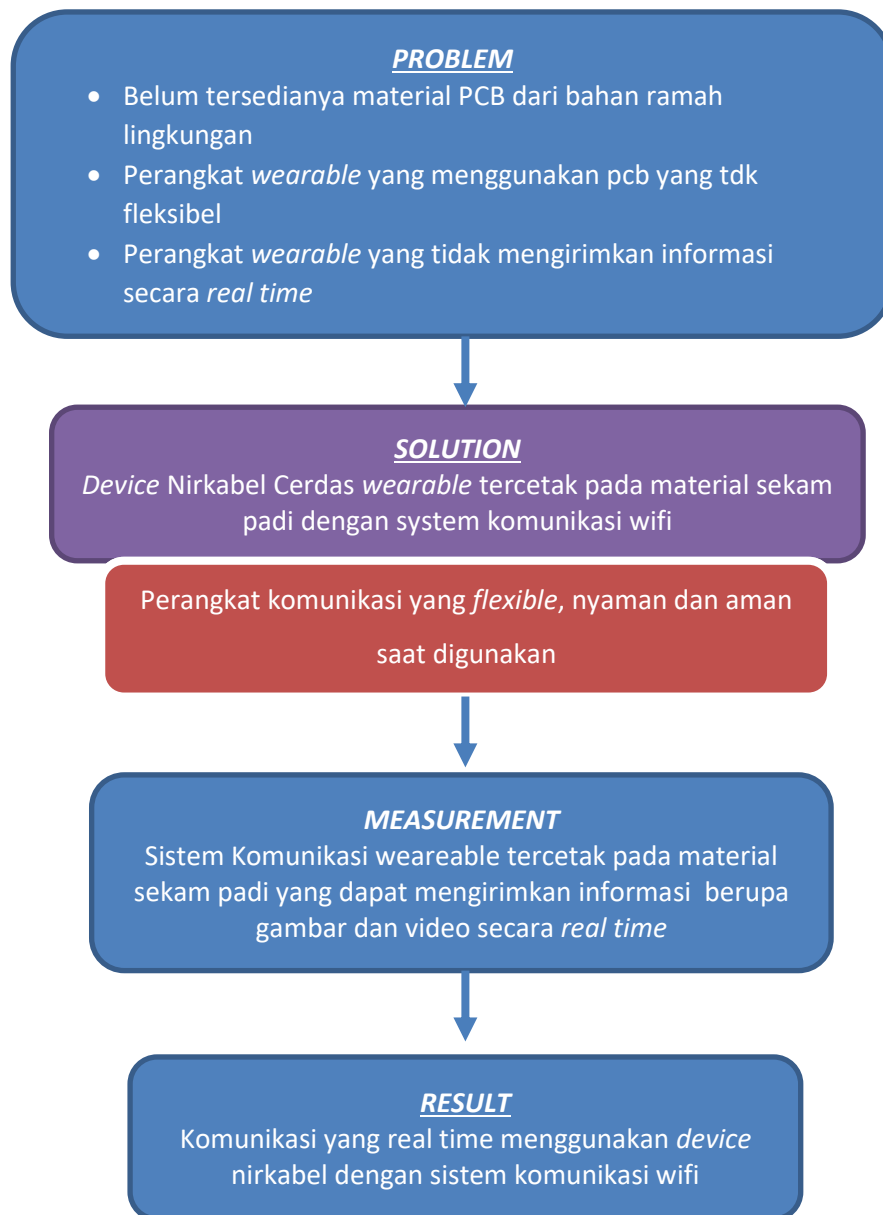 PROBLEM
• Belum tersedianya material PCB dari bahan ramah
lingkungan
• Perangkat wearable yang menggunakan pcb yang tdk
fleksibel
• Perangkat wearable yang tidak mengirimkan informasi
secara real time
SOLUTION
Device Nirkabel Cerdas wearable tercetak pada material sekam
padi dengan system komunikasi wifi
Perangkat komunikasi yang flexible, nyaman dan aman
saat digunakan
MEASUREMENT
Sistem Komunikasi weareable tercetak pada material
sekam padi yang dapat mengirimkan informasi berupa
gambar dan video secara real time
RESULT
Komunikasi yang real time menggunakan device
nirkabel dengan sistem komunikasi wifi